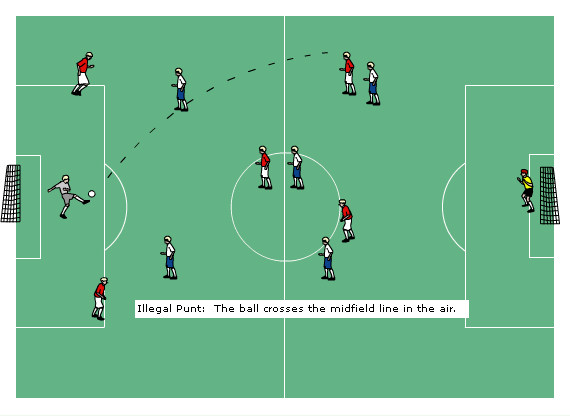 Illegal Punt:  The ball crosses the midfield line in the air.